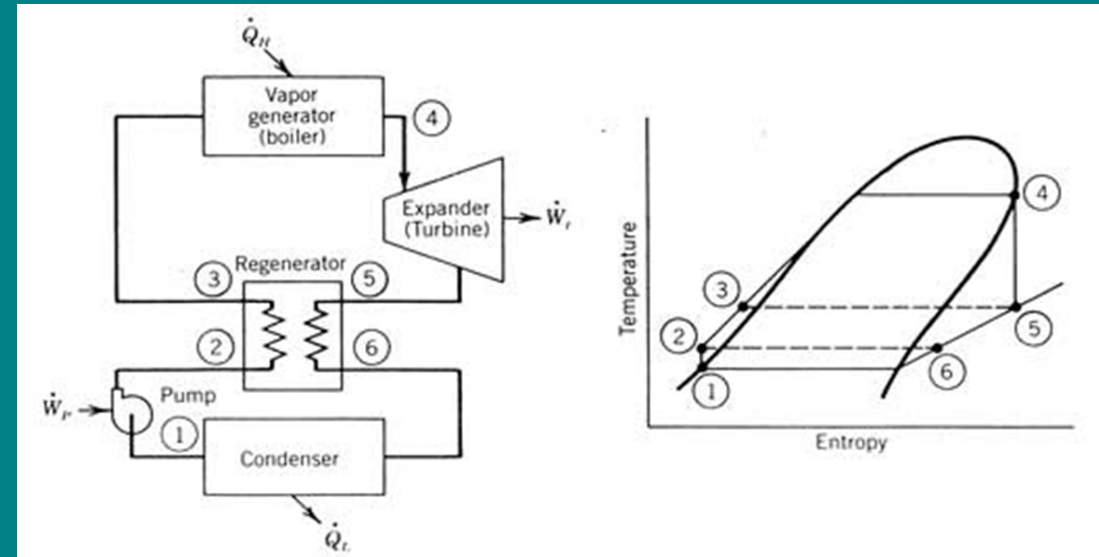 Q̇H
Vapor
generator
(boiler)
4
Expander
(Turbine)
Ẇt
Regenerator
3
5
2
6
Pump
ẆP
1
Condenser
Q̇L
Temperature
4
3
2
5
6
1
Entropy